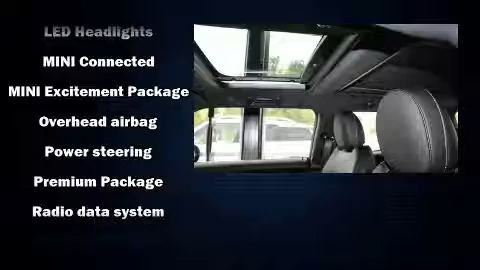 LED Headlights
MINI Connected
MINI Excitement Package
Overhead airbag
Power steering
Premium Package
Radio data system